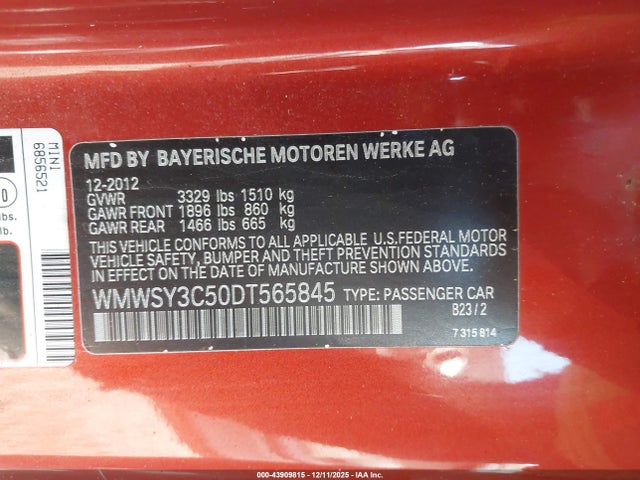 MINI
6856521
0
lbs.
lb.
MFD BY BAYERISCHE MOTOREN WERKE AG
12-2012
GVWR 3329 lbs 1510 kg
GAWR FRONT 1896 lbs 860 kg
GAWR REAR 1466 lbs 665 kg
THIS VEHICLE CONFORMS TO ALL APPLICABLE U.S.FEDERAL MOTOR
VEHICLE SAFETY, BUMPER AND THEFT PREVENTION STANDARDS
IN EFFECT ON THE DATE OF MANUFACTURE SHOWN ABOVE.
WMWSY3C50DT565845 TYPE: PASSENGER CAR
B23/2
7 315 814
000-43909815 - 12/11/2025 - IAA Inc.